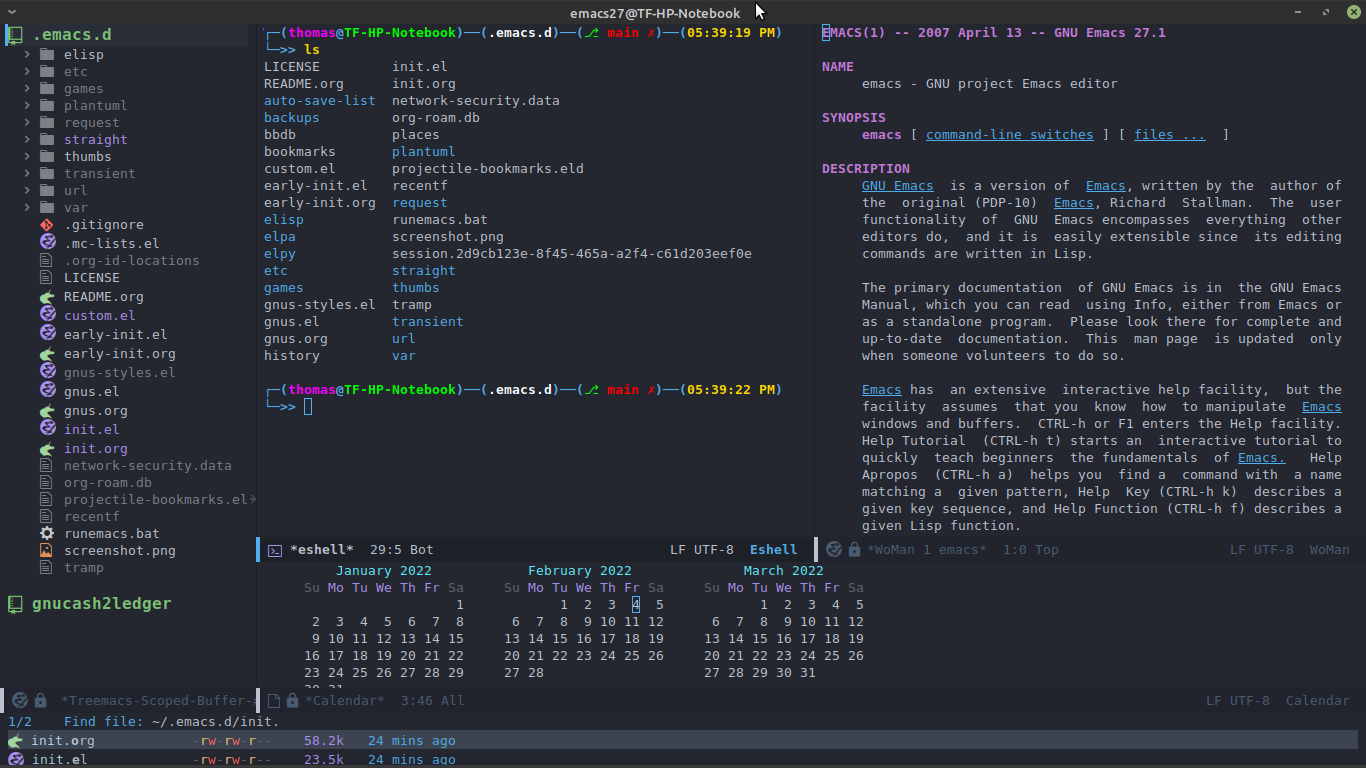 emacs27@TF-HP-Notebook
.emacs.d
elisp
etc
games
plantuml
request
straight
thumbs
transient
url
var
.gitignore
.mc-lists.el
.org-id-locations
LICENSE
README.org
custom.el
early-init.el
early-init.org
gnus-styles.el
gnus.el
gnus.org
init.el
init.org
network-security.data
org-roam.db
projectile-bookmarks.el
recentf
runemacs.bat
screenshot.png
tramp
gnucash2ledger
*Treemacs-Scoped-Buffer-
┌─(thomas@TF-HP-Notebook)──(.emacs.d)──(⎇ main ✗)──(05:39:19 PM)
└─>> ls
LICENSE init.el
README.org init.org
auto-save-list network-security.data
backups org-roam.db
bbdb places
bookmarks plantuml
custom.el projectile-bookmarks.eld
early-init.el recentf
early-init.org request
elisp runemacs.bat
elpa screenshot.png
elpy session.2d9cb123e-8f45-465a-a2f4-c61d203eef0e
etc straight
games thumbs
gnus-styles.el tramp
gnus.el transient
gnus.org url
history var
┌─(thomas@TF-HP-Notebook)──(.emacs.d)──(⎇ main ✗)──(05:39:22 PM)
└─>>
*eshell* 29:5 Bot LF UTF-8 Eshell
EMACS(1) -- 2007 April 13 -- GNU Emacs 27.1
NAME
emacs - GNU project Emacs editor
SYNOPSIS
emacs [ command-line switches ] [ files ... ]
DESCRIPTION
GNU Emacs is a version of Emacs, written by the author of
the original (PDP-10) Emacs, Richard Stallman. The user
functionality of GNU Emacs encompasses everything other
editors do, and it is easily extensible since its editing
commands are written in Lisp.
The primary documentation of GNU Emacs is in the GNU Emacs
Manual, which you can read using Info, either from Emacs or
as a standalone program. Please look there for complete and
up-to-date documentation. This man page is updated only
when someone volunteers to do so.
Emacs has an extensive interactive help facility, but the
facility assumes that you know how to manipulate Emacs
windows and buffers. CTRL-h or F1 enters the Help facility.
Help Tutorial (CTRL-h t) starts an interactive tutorial to
quickly teach beginners the fundamentals of Emacs. Help
Apropos (CTRL-h a) helps you find a command with a name
matching a given pattern, Help Key (CTRL-h k) describes a
given key sequence, and Help Function (CTRL-h f) describes a
given Lisp function.
*WoMan 1 emacs* 1:0 Top LF UTF-8 WoMan
January 2022 February 2022 March 2022
Su Mo Tu We Th Fr Sa Su Mo Tu We Th Fr Sa Su Mo Tu We Th Fr Sa
1 1 2 3 4 5 1 2 3 4 5
2 3 4 5 6 7 8 6 7 8 9 10 11 12 6 7 8 9 10 11 12
9 10 11 12 13 14 15 13 14 15 16 17 18 19 13 14 15 16 17 18 19
16 17 18 19 20 21 22 20 21 22 23 24 25 26 20 21 22 23 24 25 26
23 24 25 26 27 28 29 27 28 27 28 29 30 31
30 31
*Calendar* 3:46 All LF UTF-8 Calendar
1/2 Find file: ~/.emacs.d/init.
init.org -rw-rw-r-- 58.2k 24 mins ago
init.el -rw-rw-r-- 23.5k 24 mins ago